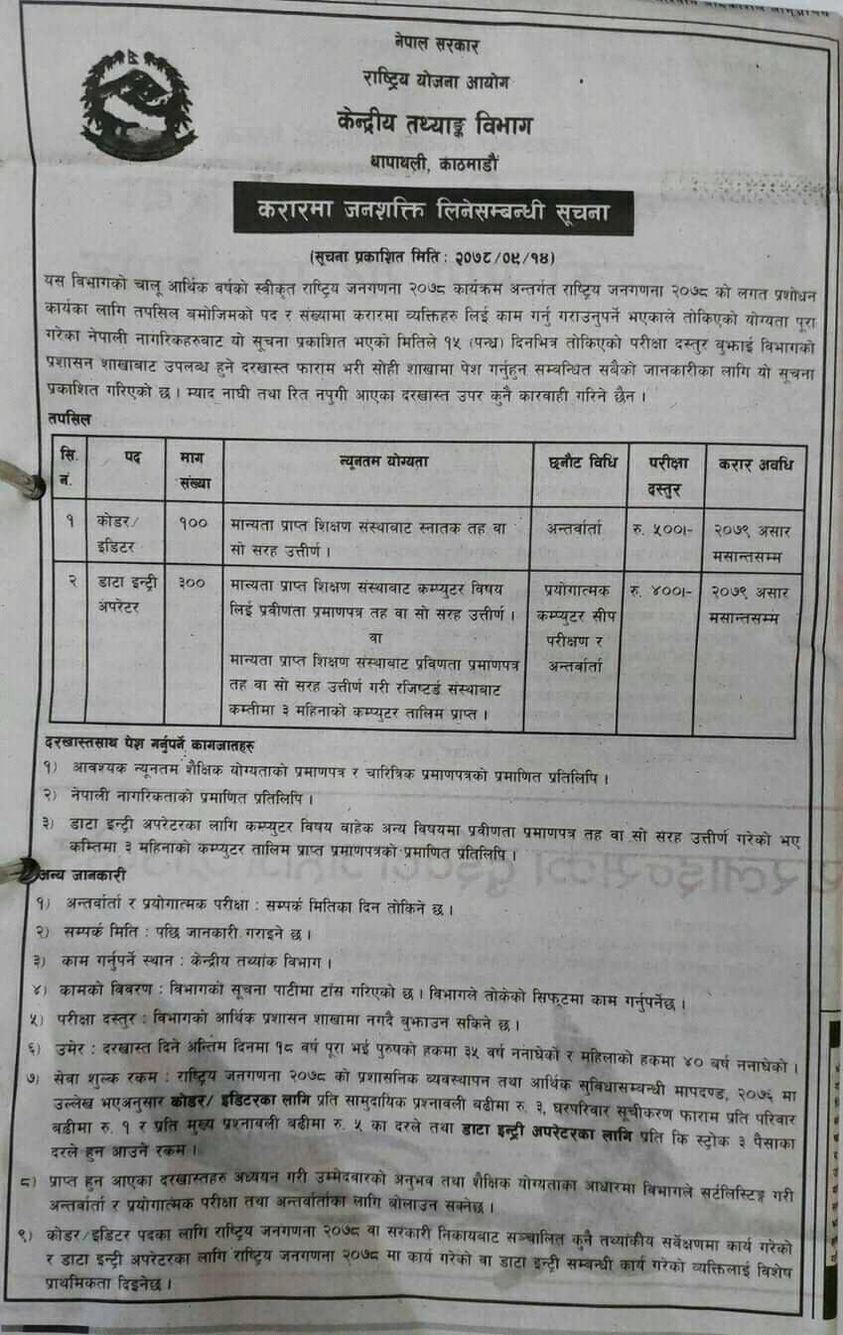 नेपाल सरकार
राष्ट्रिय योजना आयोग
केन्द्रीय तथ्याङ्क विभाग
थापाथली, काठमाडौं
करारमा जनशक्ति लिनेसम्बन्धी सूचना
(सूचना प्रकाशित मिति : २०७८/०९/१४)
यस विभागको चालू आर्थिक वर्षको स्वीकृत राष्ट्रिय जनगणना २०७८ कार्यक्रम अन्तर्गत राष्ट्रिय जनगणना २०७८ को लगत प्रशोधन
कार्यका लागि तपसिल बमोजिमको पद र संख्यामा करारमा व्यक्तिहरु लिई काम गर्नु गराउनुपर्ने भएकाले तोकिएको योग्यता पूरा
गरेका नेपाली नागरिकहरुबाट यो सूचना प्रकाशित भएको मितिले १५ (पन्ध्र) दिनभित्र तोकिएको परीक्षा दस्तुर बुझाई विभागको
प्रशासन शाखाबाट उपलब्ध हुने दरखास्त फाराम भरी सोही शाखामा पेश गर्नुहुन सम्बन्धित सबैको जानकारीका लागि यो सूचना
प्रकाशित गरिएको छ । म्याद नाघी तथा रित नपुगी आएका दरखास्त उपर कुनै कारवाही गरिने छैन ।
तपसिल
सि. नं. पद माग संख्या न्यूनतम योग्यता छनौट विधि परीक्षा दस्तुर करार अवधि
१ कोडर/ १०० मान्यता प्राप्त शिक्षण संस्थाबाट स्नातक तह वा अन्तर्वार्ता रु. ५००।- २०७९ असार
इडिटर सो सरह उत्तीर्ण । मसान्तसम्म
२ डाटा इन्ट्री ३०० मान्यता प्राप्त शिक्षण संस्थाबाट कम्प्युटर विषय प्रयोगात्मक रु. ४००।- २०७९ असार
अपरेटर लिई प्रवीणता प्रमाणपत्र तह वा सो सरह उत्तीर्ण । कम्प्युटर सीप मसान्तसम्म
वा परीक्षण र
मान्यता प्राप्त शिक्षण संस्थाबाट प्रविणता प्रमाणपत्र अन्तर्वार्ता
तह वा सो सरह उत्तीर्ण गरी रजिष्टर्ड संस्थाबाट
कम्तीमा ३ महिनाको कम्प्युटर तालिम प्राप्त ।
दरखास्तसाथ पेश गर्नुपर्ने कागजातहरु
१) आवश्यक न्यूनतम शैक्षिक योग्यताको प्रमाणपत्र र चारित्रिक प्रमाणपत्रको प्रमाणित प्रतिलिपि ।
२) नेपाली नागरिकताको प्रमाणित प्रतिलिपि ।
३) डाटा इन्ट्री अपरेटरका लागि कम्प्युटर विषय वाहेक अन्य विषयमा प्रवीणता प्रमाणपत्र तह वा सो सरह उत्तीर्ण गरेको भए
कम्तिमा ३ महिनाको कम्प्युटर तालिम प्राप्त प्रमाणपत्रको प्रमाणित प्रतिलिपि ।
अन्य जानकारी
१) अन्तर्वार्ता र प्रयोगात्मक परीक्षा : सम्पर्क मितिका दिन तोकिने छ ।
२) सम्पर्क मिति : पछि जानकारी गराइने छ ।
३) काम गर्नुपर्ने स्थान : केन्द्रीय तथ्यांक विभाग ।
४) कामको विवरण : विभागको सूचना पाटीमा टाँस गरिएको छ । विभागले तोकेको सिफ्टमा काम गर्नुपर्नेछ ।
५) परीक्षा दस्तुर : विभागको आर्थिक प्रशासन शाखामा नगदै बुझाउन सकिने छ ।
६) उमेर : दरखास्त दिने अन्तिम दिनमा १८ वर्ष पूरा भई पुरुषको हकमा ३५ वर्ष ननाघेको र महिलाको हकमा ४० वर्ष ननाघेको ।
७) सेवा शुल्क रकम : राष्ट्रिय जनगणना २०७८ को प्रशासनिक व्यवस्थापन तथा आर्थिक सुविधासम्बन्धी मापदण्ड, २०७६ मा
उल्लेख भएअनुसार कोडर/ इडिटरका लागि प्रति सामुदायिक प्रश्नावली बढीमा रु. ३, घरपरिवार सूचीकरण फाराम प्रति परिवार
बढीमा रु. १ र प्रति मुख्य प्रश्नावली बढीमा रु. ५ का दरले तथा डाटा इन्ट्री अपरेटरका लागि प्रति कि स्ट्रोक ३ पैसाका
दरले हुन आउने रकम ।
८) प्राप्त हुन आएका दरखास्तहरु अध्ययन गरी उम्मेदवारको अनुभव तथा शैक्षिक योग्यताका आधारमा विभागले सर्टलिस्टिङ्ग गरी
अन्तर्वार्ता र प्रयोगात्मक परीक्षा तथा अन्तर्वार्ताका लागि बोलाउन सक्नेछ ।
९) कोडर/इडिटर पदका लागि राष्ट्रिय जनगणना २०७८ वा सरकारी निकायबाट सञ्चालित कुनै तथ्यांकीय सर्वेक्षणमा कार्य गरेको
र डाटा इन्ट्री अपरेटरका लागि राष्ट्रिय जनगणना २०७८ मा कार्य गरेको वा डाटा इन्ट्री सम्बन्धी कार्य गरेको व्यक्तिलाई विशेष
प्राथमिकता दिइनेछ ।